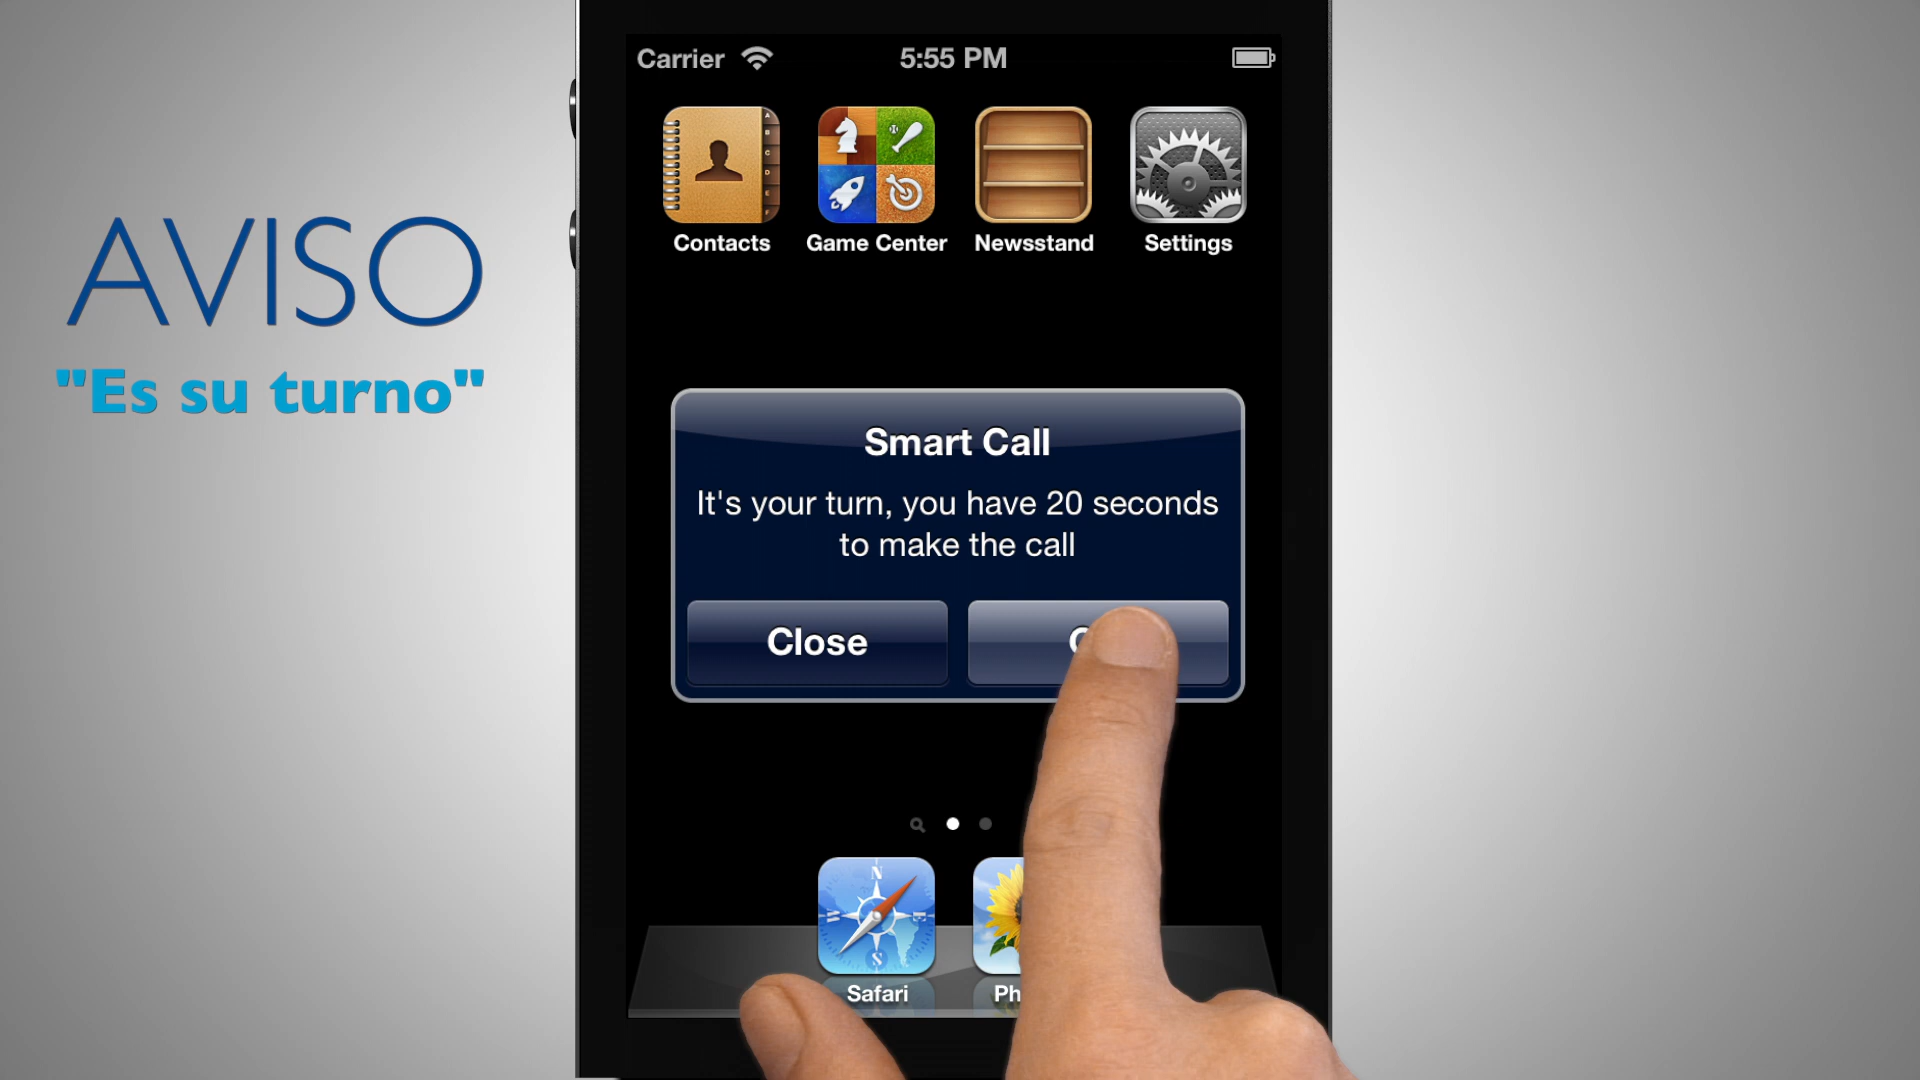 Carrier
5:55 PM
Contacts
Game Center
Newsstand
Settings
AVISO
"Es su turno"
Smart Call
It's your turn, you have 20 seconds
to make the call
Close
Safari